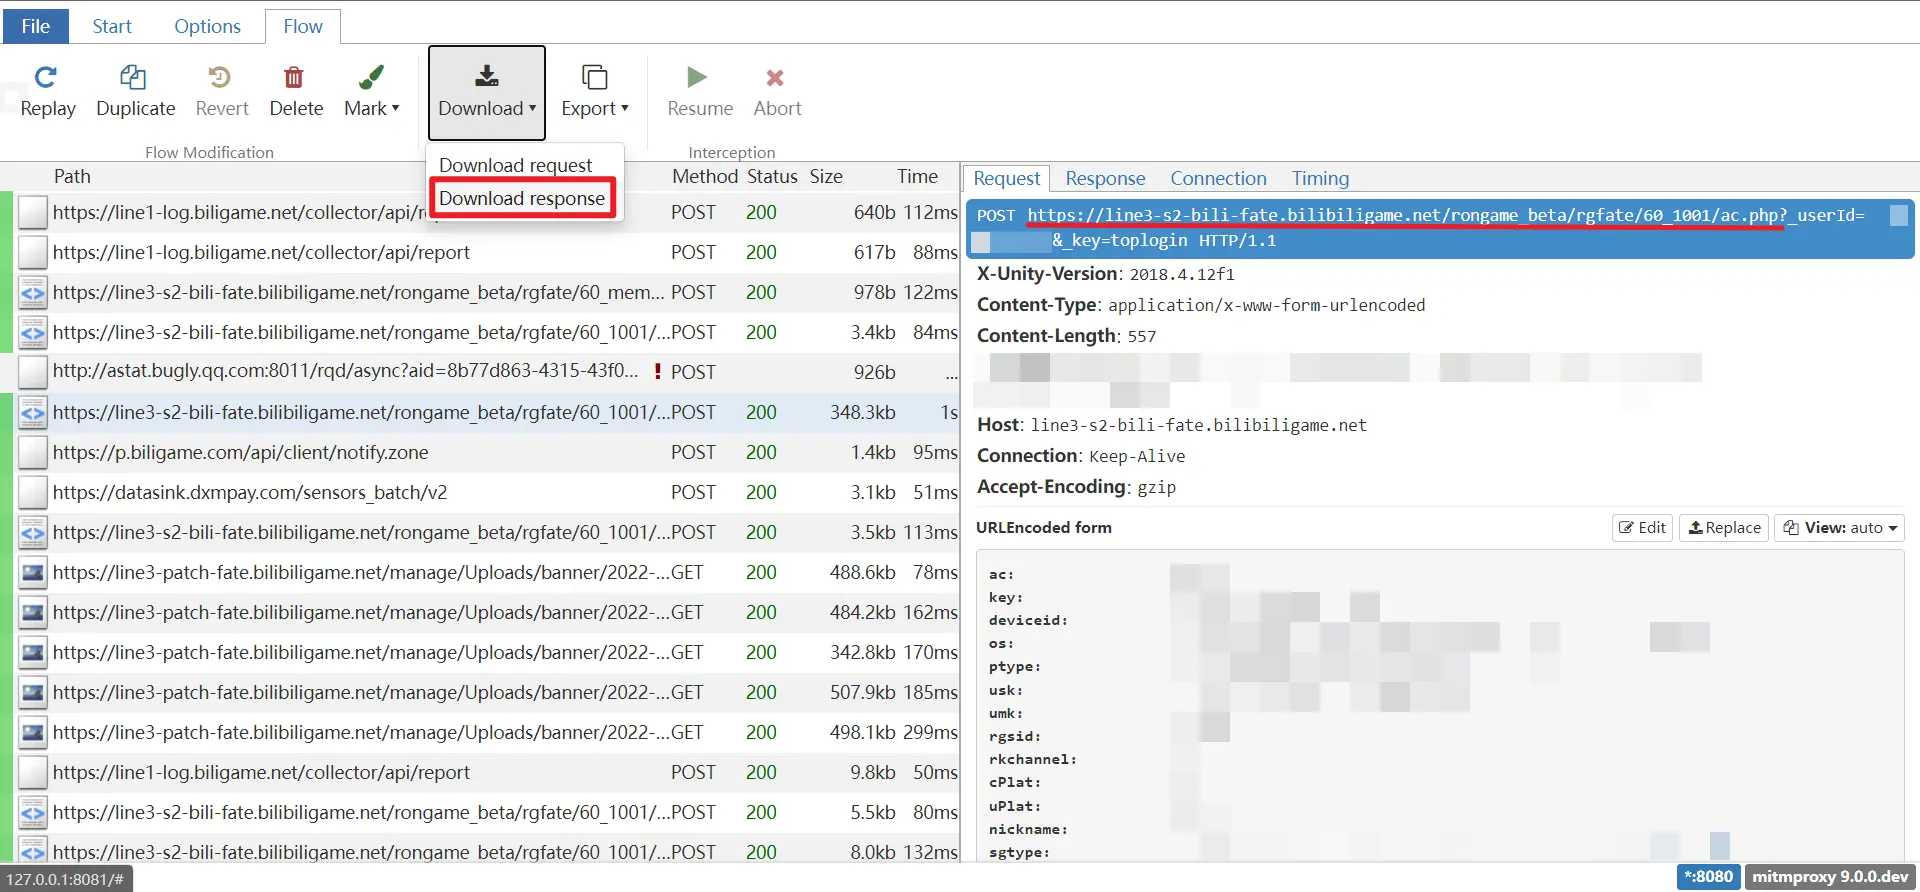 File Start Options Flow
Replay Duplicate Revert Delete Mark Download Export Resume Abort
Flow Modification Interception
Download request
Download response
Path Method Status Size Time
https://line1-log.biligame.net/collector/api/re POST 200 640b 112ms
https://line1-log.biligame.net/collector/api/report POST 200 617b 88ms
https://line3-s2-bili-fate.bilibiligame.net/rongame_beta/rgfate/60_mem... POST 200 978b 122ms
https://line3-s2-bili-fate.bilibiligame.net/rongame_beta/rgfate/60_1001/... POST 200 3.4kb 84ms
http://astat.bugly.qq.com:8011/rqd/async?aid=8b77d863-4315-43f0... ! POST 926b ...
https://line3-s2-bili-fate.bilibiligame.net/rongame_beta/rgfate/60_1001/... POST 200 348.3kb 1s
https://p.biligame.com/api/client/notify.zone POST 200 1.4kb 95ms
https://datasink.dxmpay.com/sensors_batch/v2 POST 200 3.1kb 51ms
https://line3-s2-bili-fate.bilibiligame.net/rongame_beta/rgfate/60_1001/... POST 200 3.5kb 113ms
https://line3-patch-fate.bilibiligame.net/manage/Uploads/banner/2022-... GET 200 488.6kb 78ms
https://line3-patch-fate.bilibiligame.net/manage/Uploads/banner/2022-... GET 200 484.2kb 162ms
https://line3-patch-fate.bilibiligame.net/manage/Uploads/banner/2022-... GET 200 342.8kb 170ms
https://line3-patch-fate.bilibiligame.net/manage/Uploads/banner/2022-... GET 200 507.9kb 185ms
https://line3-patch-fate.bilibiligame.net/manage/Uploads/banner/2022-... GET 200 498.1kb 299ms
https://line1-log.biligame.net/collector/api/report POST 200 9.8kb 50ms
https://line3-s2-bili-fate.bilibiligame.net/rongame_beta/rgfate/60_1001/... POST 200 5.5kb 80ms
https://line3-s2-bili-fate.bilibiligame.net/rongame_beta/rgfate/60_1001/... POST 200 8.0kb 132ms
127.0.0.1:8081/#
Request Response Connection Timing
POST https://line3-s2-bili-fate.bilibiligame.net/rongame_beta/rgfate/60_1001/ac.php?_userId=
&_key=toplogin HTTP/1.1
X-Unity-Version: 2018.4.12f1
Content-Type: application/x-www-form-urlencoded
Content-Length: 557
Host: line3-s2-bili-fate.bilibiligame.net
Connection: Keep-Alive
Accept-Encoding: gzip
URLEncoded form Edit Replace View: auto
ac:
key:
deviceid:
os:
ptype:
usk:
umk:
rgsid:
rkchannel:
cPlat:
uPlat:
nickname:
sgtype:
*:8080 mitmproxy 9.0.0.dev